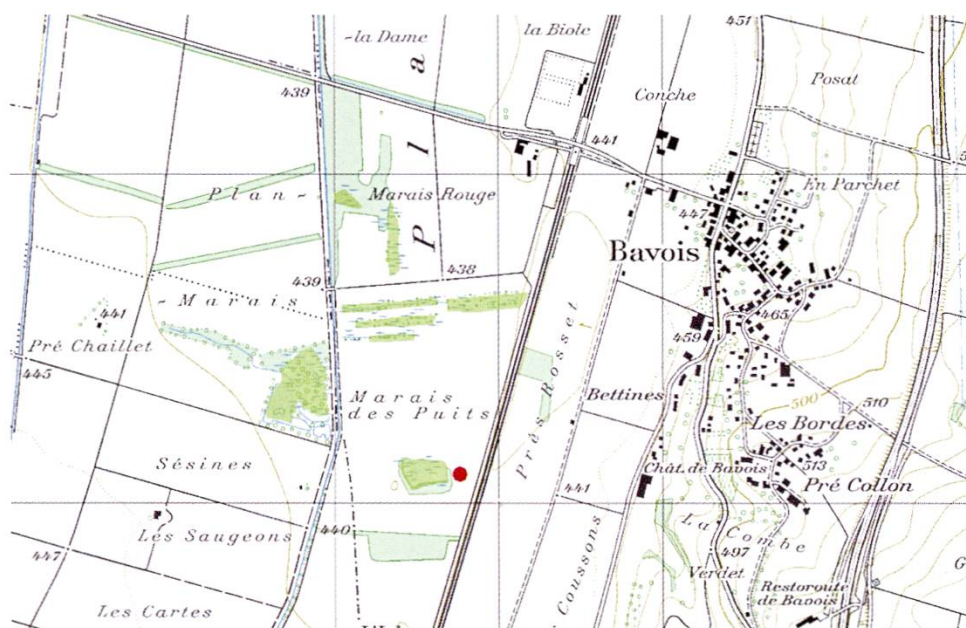 451
-la Dame
la Biole
Posat
439
Conche
441
Pla
En Parchet
Plan-
Marais Rouge
447
Bavois
438
439
-Marais
441
465
Pré Chaillet
459
445
Prés Rosset
Marais
des Puits
Bettines
500
510
Les Bordes
Sésines
Chât. de Bavois
513
Pré Collon
441
La Combe
Les Saugeons
440
447
497
Verdet
Coussons
Restoroute
de Bavois
Les Cartes